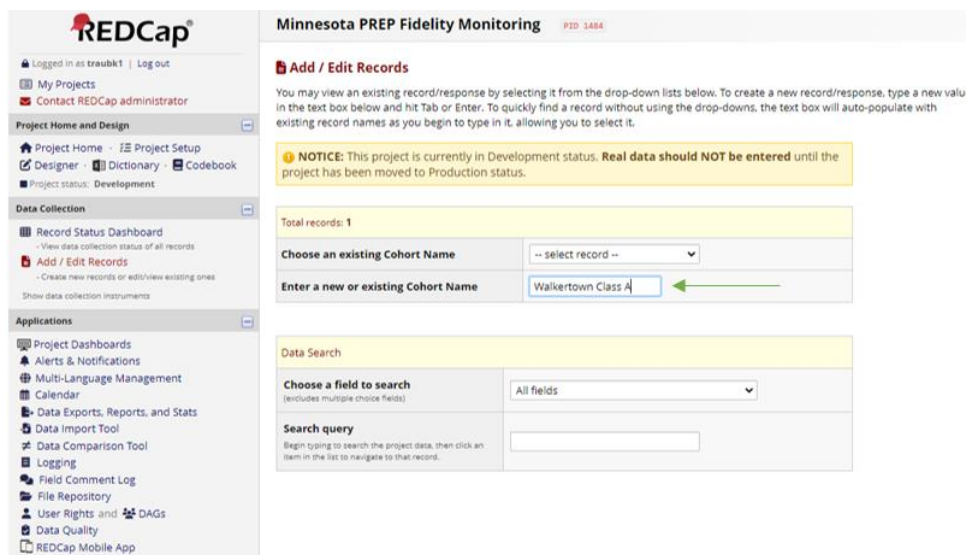 REDCap®
Logged in as traubk1 | Log out
My Projects
Contact REDCap administrator
Project Home and Design
Project Home · Project Setup
Designer · Dictionary · Codebook
Project status: Development
Data Collection
Record Status Dashboard
- View data collection status of all records
Add / Edit Records
- Create new records or edit/view existing ones
Show data collection instruments
Applications
Project Dashboards
Alerts & Notifications
Multi-Language Management
Calendar
Data Exports, Reports, and Stats
Data Import Tool
Data Comparison Tool
Logging
Field Comment Log
File Repository
User Rights and DAGs
Data Quality
REDCap Mobile App
Minnesota PREP Fidelity Monitoring PID 1484
Add / Edit Records
You may view an existing record/response by selecting it from the drop-down lists below. To create a new record/response, type a new valu
in the text box below and hit Tab or Enter. To quickly find a record without using the drop-downs, the text box will auto-populate with
existing record names as you begin to type in it, allowing you to select it.
NOTICE: This project is currently in Development status. Real data should NOT be entered until the
project has been moved to Production status.
Total records: 1
Choose an existing Cohort Name -- select record --
Enter a new or existing Cohort Name Walkertown Class A
Data Search
Choose a field to search
(excludes multiple choice fields)
All fields
Search query
Begin typing to search the project data, then click an
item in the list to navigate to that record.